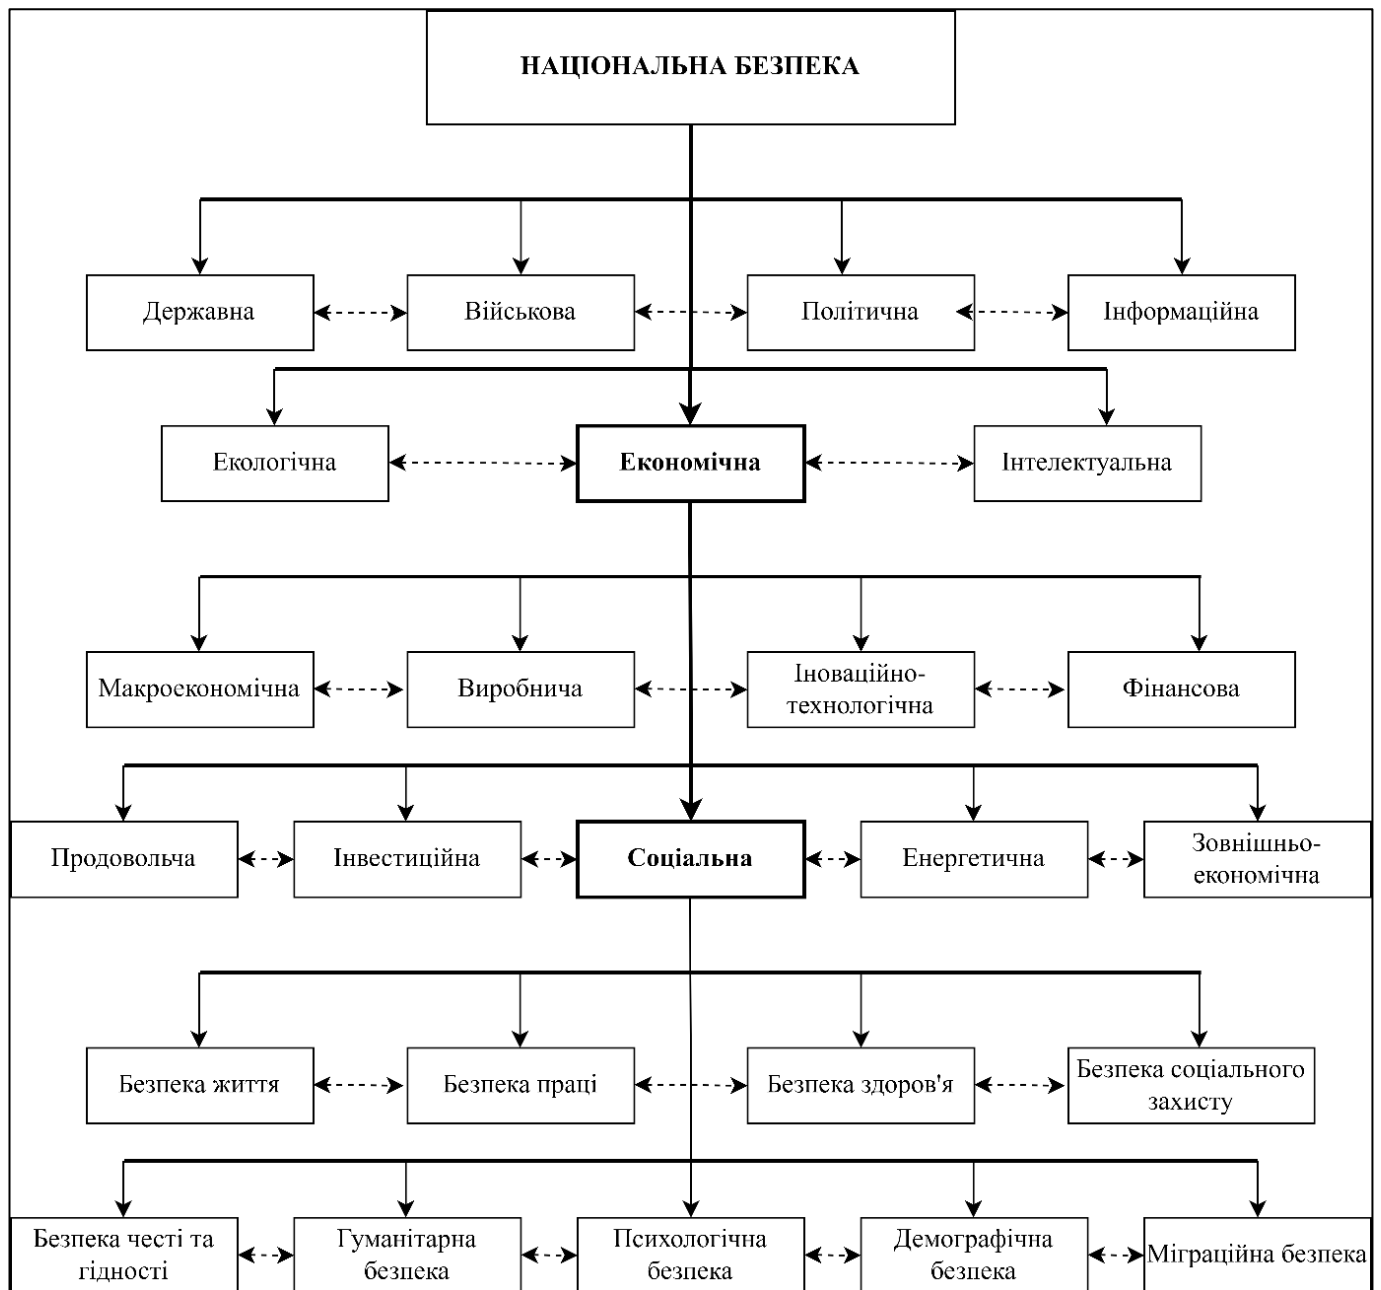 НАЦІОНАЛЬНА БЕЗПЕКА
Державна
Військова
Політична
Інформаційна
Екологічна
Економічна
Інтелектуальна
Макроекономічна
Виробнича
Іноваційно-
технологічна
Фінансова
Продовольча
Інвестиційна
Соціальна
Енергетична
Зовнішньо-
економічна
Безпека життя
Безпека праці
Безпека здоров'я
Безпека соціального
захисту
Безпека честі та
гідності
Гуманітарна
безпека
Психологічна
безпека
Демографічна
безпека
Міграційна безпека